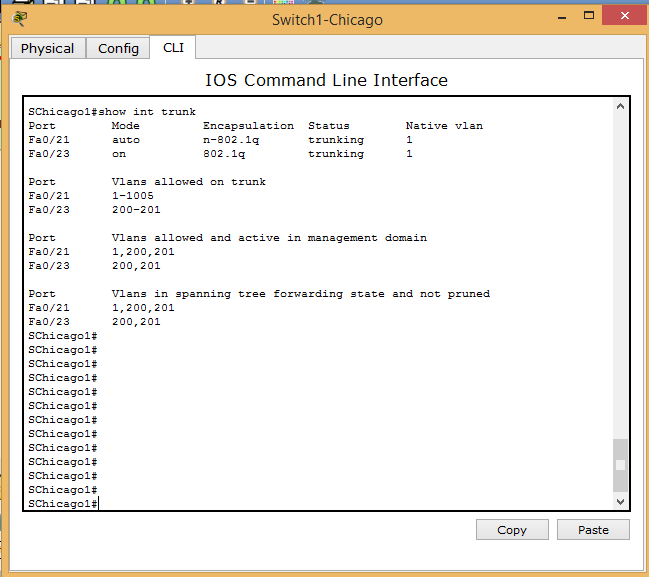 Switch1-Chicago
Physical Config CLI
IOS Command Line Interface
SChicago1#show int trunk
Port Mode Encapsulation Status Native vlan
Fa0/21 auto n-802.1q trunking 1
Fa0/23 on 802.1q trunking 1
Port Vlans allowed on trunk
Fa0/21 1-1005
Fa0/23 200-201
Port Vlans allowed and active in management domain
Fa0/21 1,200,201
Fa0/23 200,201
Port Vlans in spanning tree forwarding state and not pruned
Fa0/21 1,200,201
Fa0/23 200,201
SChicago1#
SChicago1#
SChicago1#
SChicago1#
SChicago1#
SChicago1#
SChicago1#
SChicago1#
SChicago1#
SChicago1#
SChicago1#
SChicago1#
SChicago1#
Copy Paste